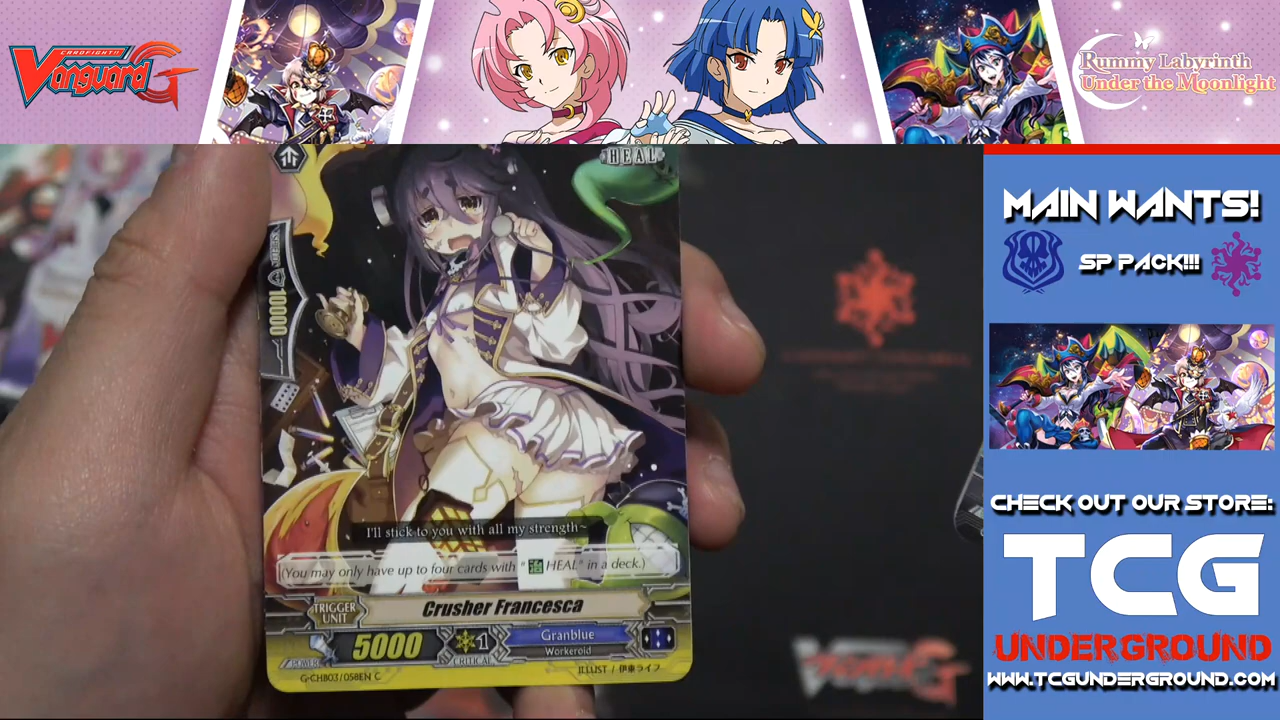 CARDFIGHT!!
VanguardG
Rummy Labyrinth
Under the Moonlight
HEAL
10000
I'll stick to you with all my strength~
(You may only have up to four cards with "治 HEAL" in a deck.)
TRIGGER
UNIT
Crusher Francesca
POWER
5000
1
CRITICAL
Granblue
Workeroid
G-CHB03/058EN C
ILLUST / 伊東ライフ
MAIN WANTS!
SP PACK!!!
CHECK OUT OUR STORE:
TCG
UNDERGROUND
WWW.TCGUNDERGROUND.COM